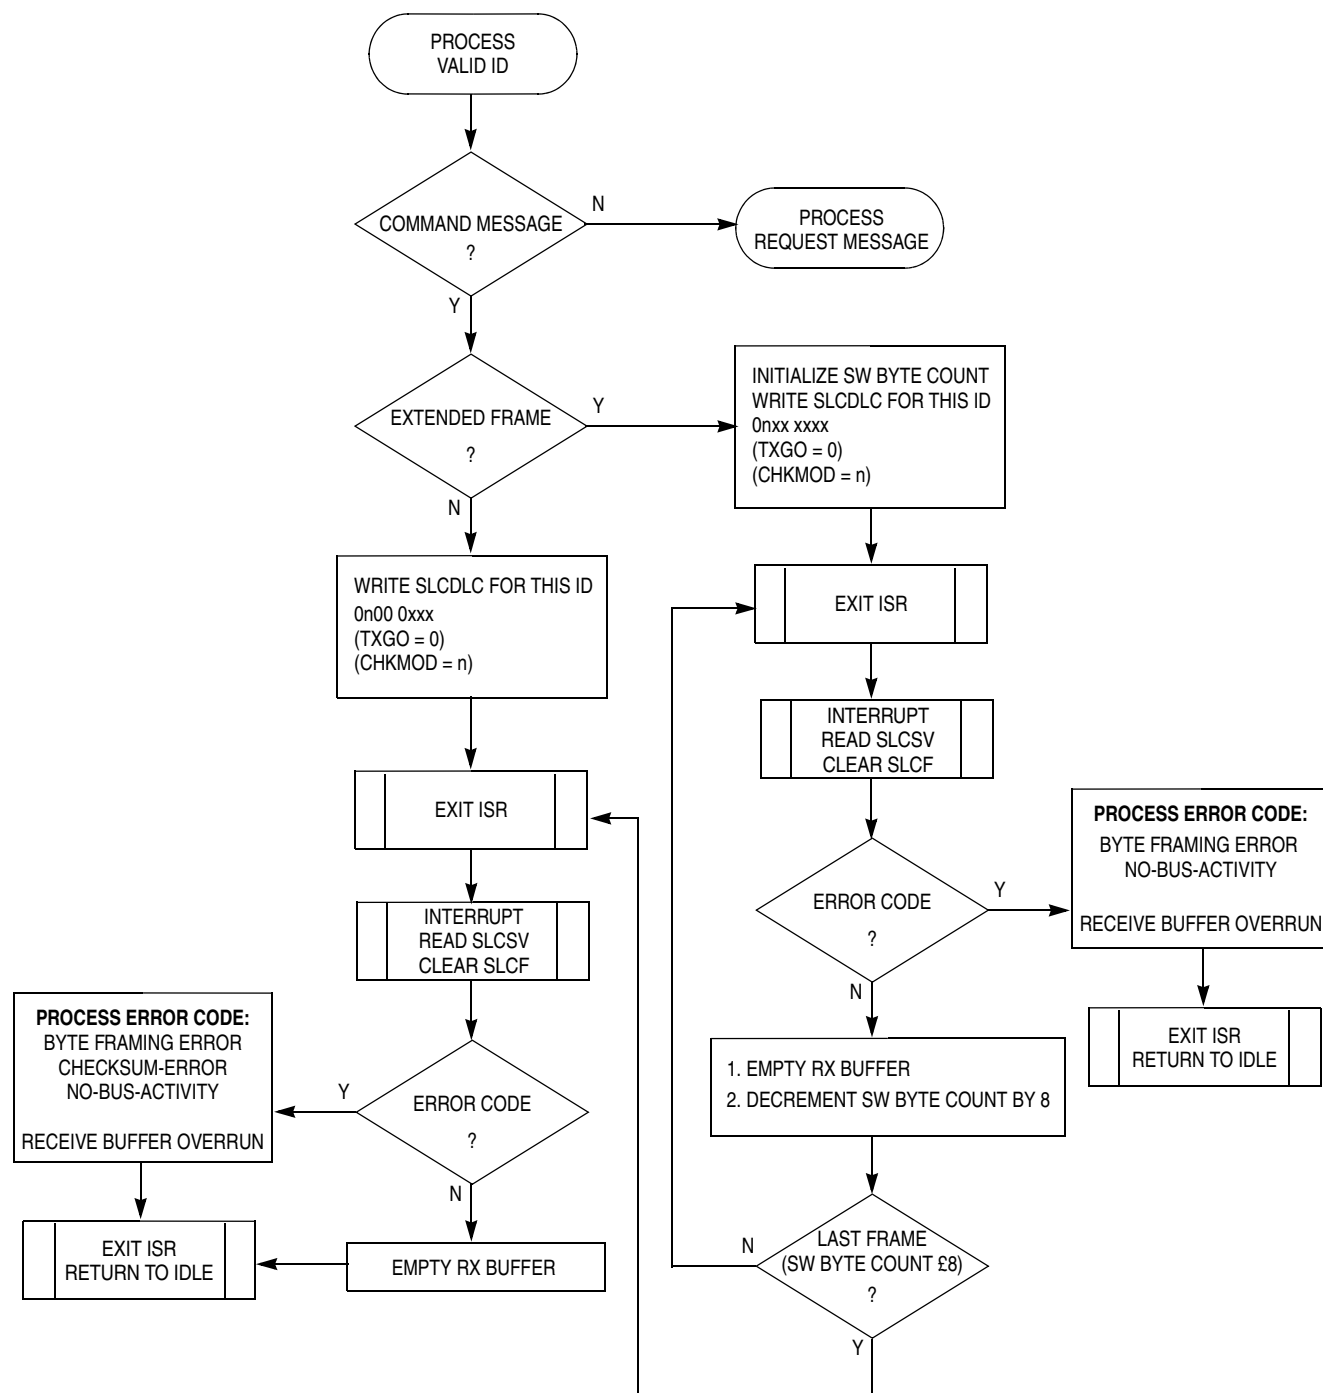 PROCESS
VALID ID
COMMAND MESSAGE
?
N
PROCESS
REQUEST MESSAGE
Y
EXTENDED FRAME
?
Y
INITIALIZE SW BYTE COUNT
WRITE SLCDLC FOR THIS ID
0nxx xxxx
(TXGO = 0)
(CHKMOD = n)
N
WRITE SLCDLC FOR THIS ID
0n00 0xxx
(TXGO = 0)
(CHKMOD = n)
EXIT ISR
INTERRUPT
READ SLCSV
CLEAR SLCF
ERROR CODE
?
Y
PROCESS ERROR CODE:
BYTE FRAMING ERROR
CHECKSUM-ERROR
NO-BUS-ACTIVITY
RECEIVE BUFFER OVERRUN
N
EXIT ISR
RETURN TO IDLE
EMPTY RX BUFFER
EXIT ISR
INTERRUPT
READ SLCSV
CLEAR SLCF
ERROR CODE
?
Y
PROCESS ERROR CODE:
BYTE FRAMING ERROR
NO-BUS-ACTIVITY
RECEIVE BUFFER OVERRUN
EXIT ISR
RETURN TO IDLE
N
1. EMPTY RX BUFFER
2. DECREMENT SW BYTE COUNT BY 8
LAST FRAME
(SW BYTE COUNT £8)
?
N
Y